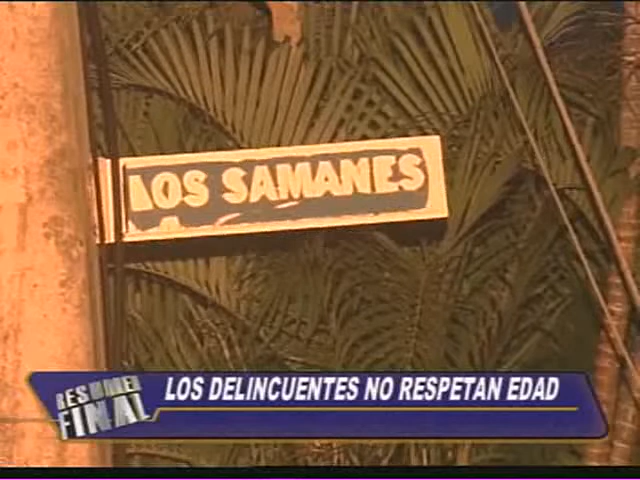 LOS SAMANES
RESUMEN
FINAL
LOS DELINCUENTES NO RESPETAN EDAD